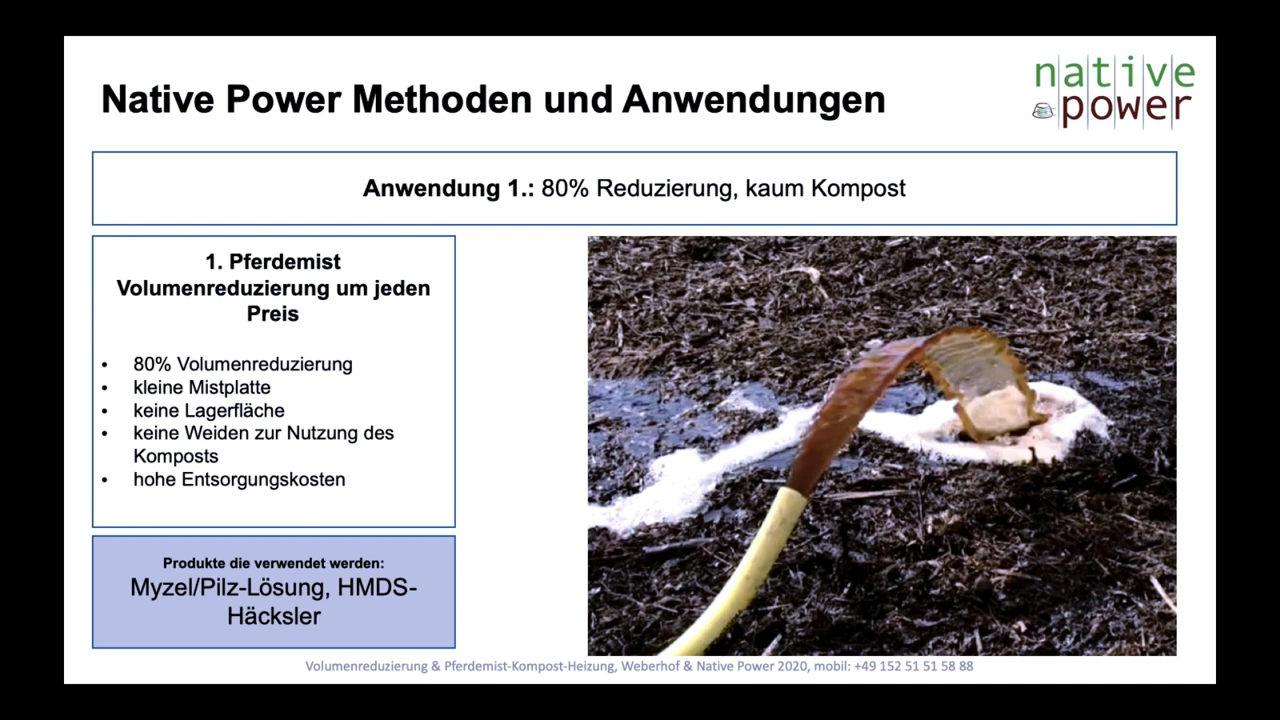 Native Power Methoden und Anwendungen
native
power
Anwendung 1.: 80% Reduzierung, kaum Kompost
1. Pferdemist
Volumenreduzierung um jeden
Preis
• 80% Volumenreduzierung
• kleine Mistplatte
• keine Lagerfläche
• keine Weiden zur Nutzung des
Komposts
• hohe Entsorgungskosten
Produkte die verwendet werden:
Myzel/Pilz-Lösung, HMDS-
Häcksler
Volumenreduzierung & Pferdemist-Kompost-Heizung, Weberhof & Native Power 2020, mobil: +49 152 51 51 58 88